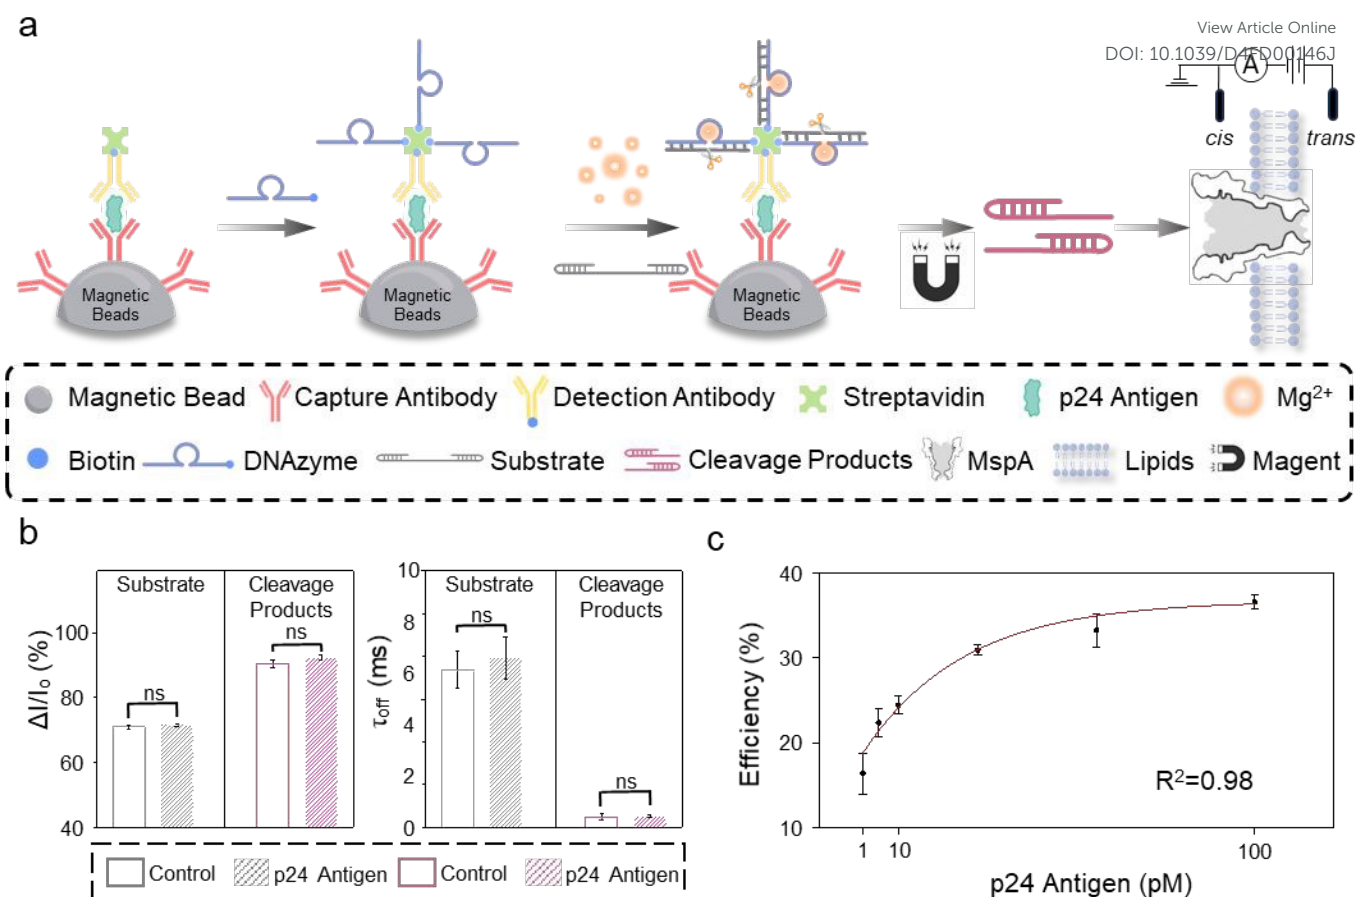 a
View Article Online
DOI: 10.1039/D4FD00146J
A
cis
trans
Magnetic
Beads
Magnetic
Beads
Magnetic
Beads
Magnetic Bead
Capture Antibody
Detection Antibody
Streptavidin
p24 Antigen
Mg2+
Biotin
DNAzyme
Substrate
Cleavage Products
MspA
Lipids
Magent
b
Substrate
Cleavage
Products
ns
ns
100
80
60
40
ΔI/I₀ (%)
Substrate
Cleavage
Products
ns
ns
10
8
6
4
2
0
τoff (ms)
Control
p24 Antigen
Control
p24 Antigen
c
40
30
20
10
Efficiency (%)
R²=0.98
1
10
100
p24 Antigen (pM)